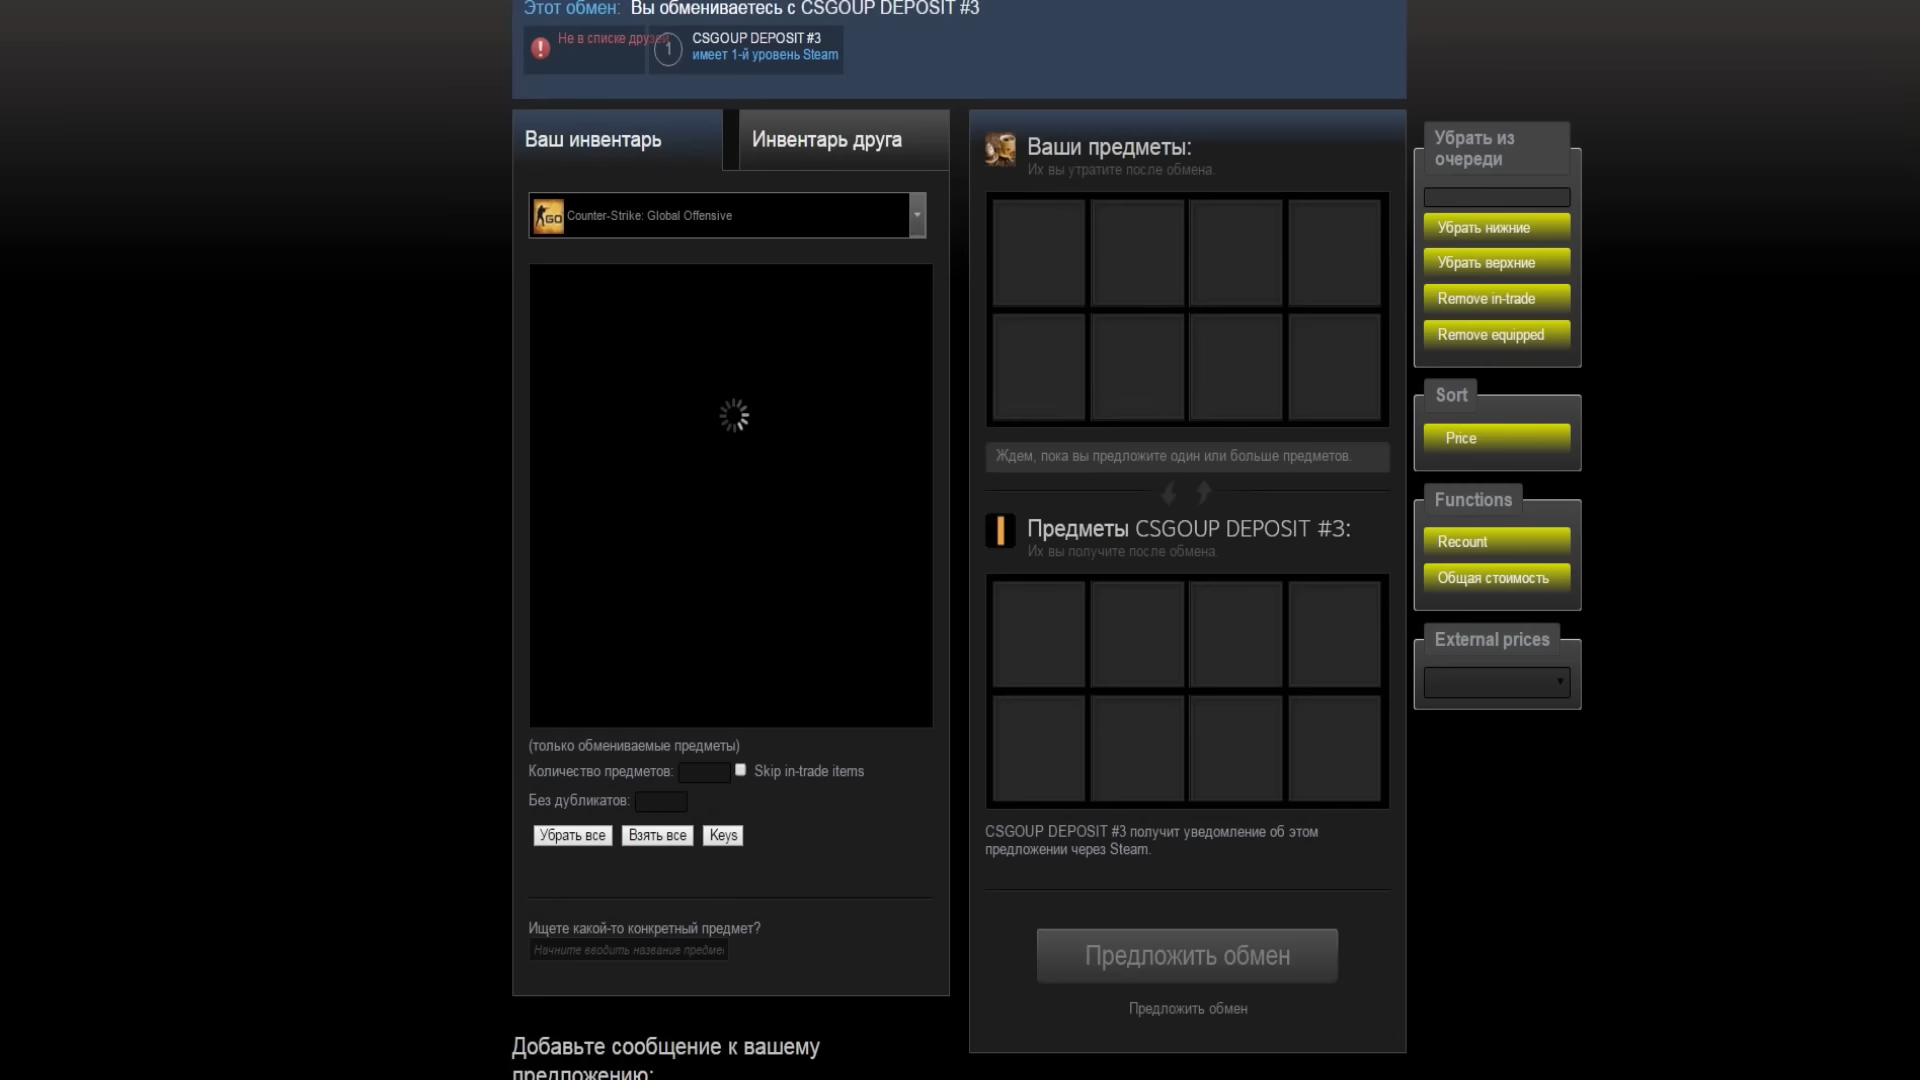 Этот обмен: Вы обмениваетесь с CSGOUP DEPOSIT #3
Не в списке друзей
1
CSGOUP DEPOSIT #3
имеет 1-й уровень Steam
Ваш инвентарь
Инвентарь друга
GO
Counter-Strike: Global Offensive
(только обмениваемые предметы)
Количество предметов:
Skip in-trade items
Без дубликатов:
Убрать все
Взять все
Keys
Ищете какой-то конкретный предмет?
Начните вводить название
Добавьте сообщение к вашему
предложению:
Ваши предметы:
Их вы утратите после обмена.
Ждем, пока вы предложите один или больше предметов.
Предметы CSGOUP DEPOSIT #3:
Их вы получите после обмена.
CSGOUP DEPOSIT #3 получит уведомление об этом
предложении через Steam.
Предложить обмен
Предложить обмен
Убрать из
очереди
Убрать нижние
Убрать верхние
Remove in-trade
Remove equipped
Sort
Price
Functions
Recount
Общая стоимость
External prices